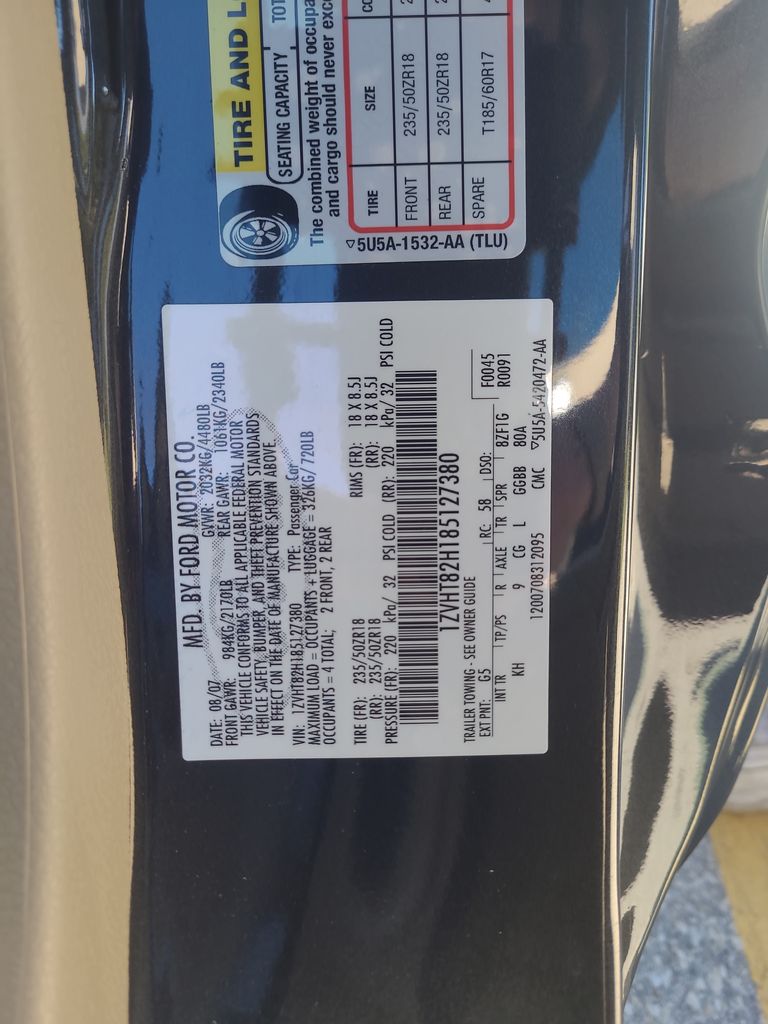 MFD. BY FORD MOTOR CO.
DATE: 08/07 GVWR: 2032KG/4480LB
FRONT GAWR: 984KG/2170LB REAR GAWR: 1061KG/2340LB
THIS VEHICLE CONFORMS TO ALL APPLICABLE FEDERAL MOTOR
VEHICLE SAFETY, BUMPER, AND THEFT PREVENTION STANDARDS
IN EFFECT ON THE DATE OF MANUFACTURE SHOWN ABOVE.
VIN: 1ZVHT82H185127380 TYPE: Passenger Car
MAXIMUM LOAD = OCCUPANTS + LUGGAGE = 326KG/ 720LB
OCCUPANTS = 4 TOTAL; 2 FRONT, 2 REAR
TIRE (FR): 235/50ZR18 RIMS (FR): 18 X 8.5J
(RR): 235/50ZR18 (RR): 18 X 8.5J
PRESSURE (FR): 220 kPa/ 32 PSI COLD (RR): 220 kPa/ 32 PSI COLD
1ZVHT82H185127380
TRAILER TOWING - SEE OWNER GUIDE
F0045
R0091
EXT PNT: G5 RC: 58 DSO:
INT TR TP/PS R AXLE TR SPR 8ZF1G
KH 9 CG L GGBB 80A
1200708312095 CMC ▽5U5A-5420472-AA
TIRE AND
SEATING CAPACITY
The combined weight of
and cargo should never
TIRE SIZE
FRONT 235/50ZR18
REAR 235/50ZR18
SPARE T185/60R17
▽5U5A-1532-AA (TLU)